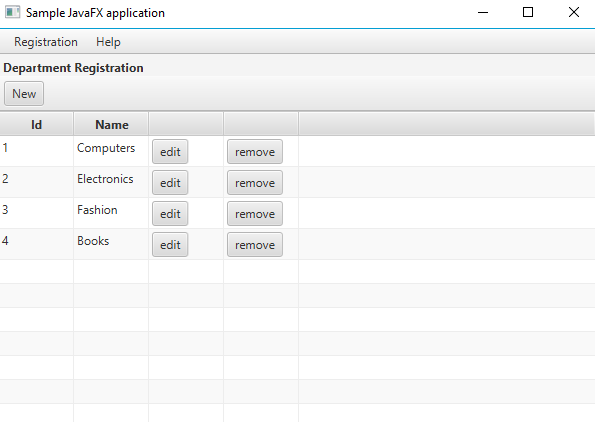 Sample JavaFX application
Registration Help
Department Registration
New
Id Name
1 Computers edit remove
2 Electronics edit remove
3 Fashion edit remove
4 Books edit remove